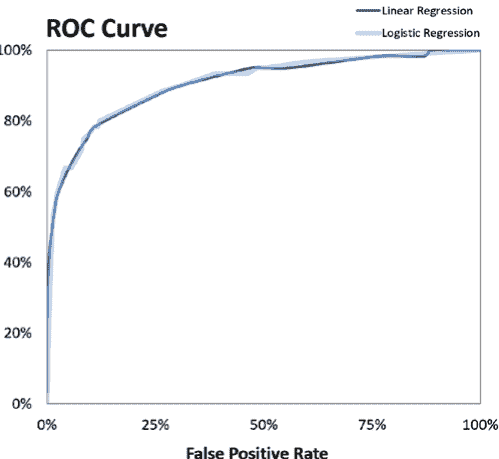 ROC Curve
Linear Regression
Logistic Regression
100%
80%
60%
40%
20%
0%
0% 25% 50% 75% 100%
False Positive Rate